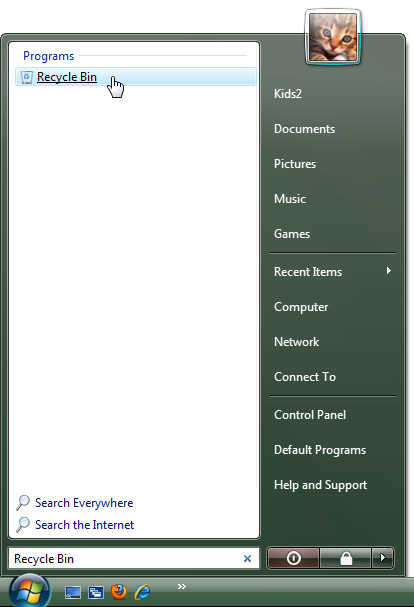 Programs
Recycle Bin
Kids2
Documents
Pictures
Music
Games
Recent Items
Computer
Network
Connect To
Control Panel
Default Programs
Help and Support
Search Everywhere
Search the Internet
Recycle Bin